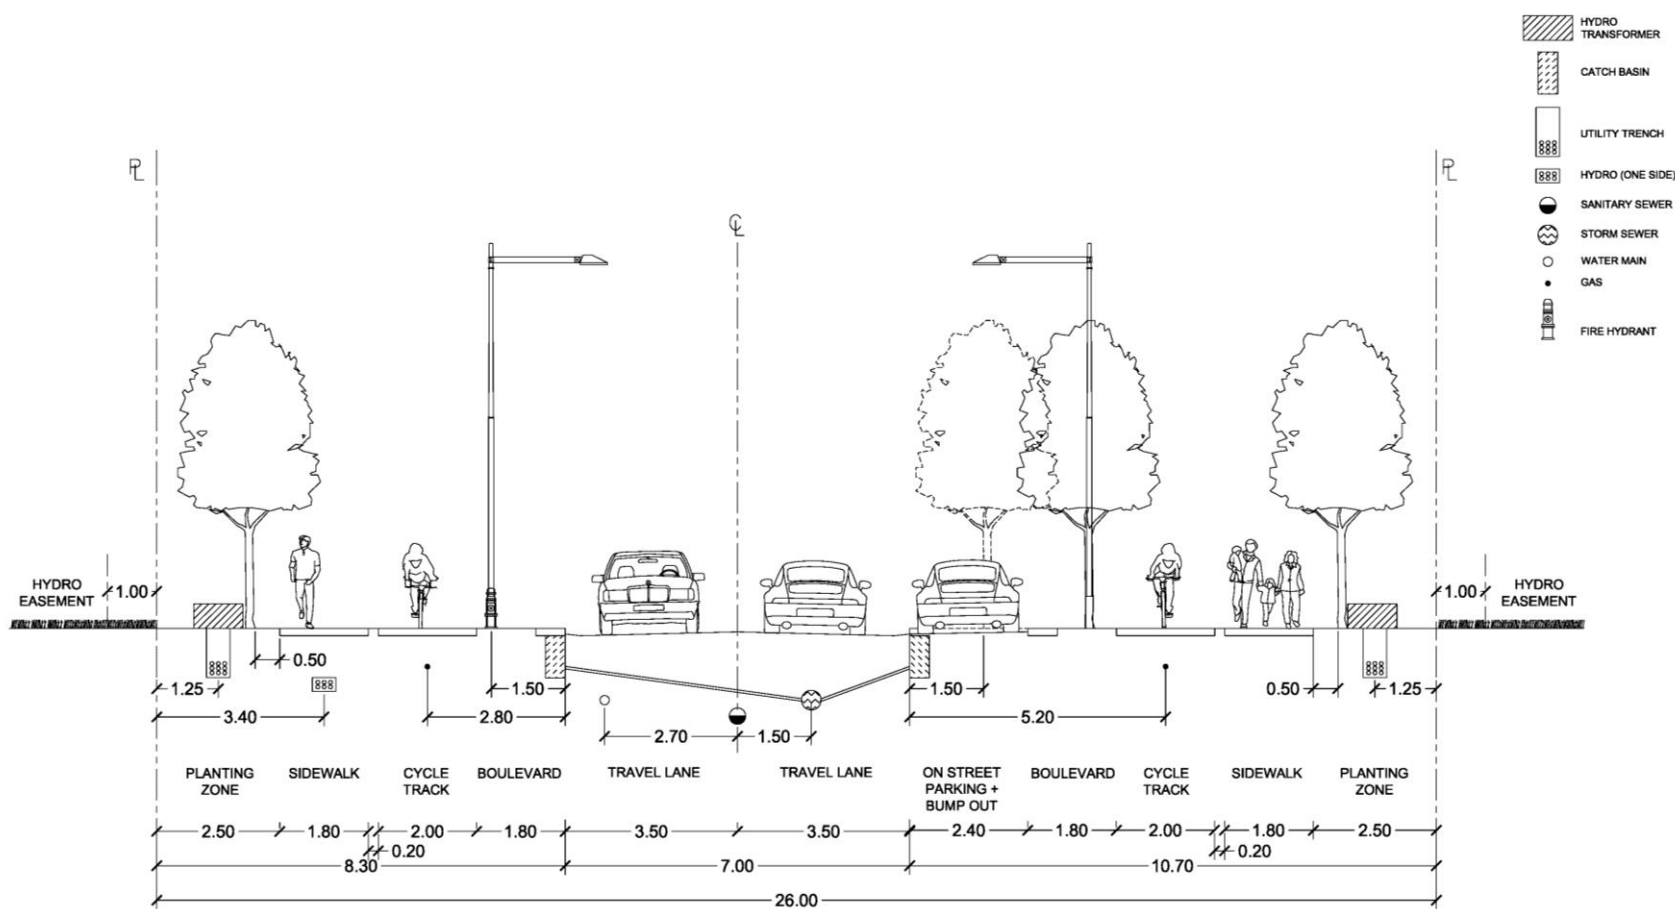 HYDRO
TRANSFORMER
CATCH BASIN
UTILITY TRENCH
HYDRO (ONE SIDE)
SANITARY SEWER
STORM SEWER
WATER MAIN
GAS
FIRE HYDRANT
PL
PL
CL
HYDRO
EASEMENT
1.00
1.00
HYDRO
EASEMENT
0.50
1.25
1.50
1.50
0.50
1.25
3.40
2.80
5.20
2.70
1.50
PLANTING
ZONE
SIDEWALK
CYCLE
TRACK
BOULEVARD
TRAVEL LANE
TRAVEL LANE
ON STREET
PARKING +
BUMP OUT
BOULEVARD
CYCLE
TRACK
SIDEWALK
PLANTING
ZONE
2.50
1.80
2.00
1.80
3.50
3.50
2.40
1.80
2.00
1.80
2.50
0.20
0.20
8.30
7.00
10.70
26.00